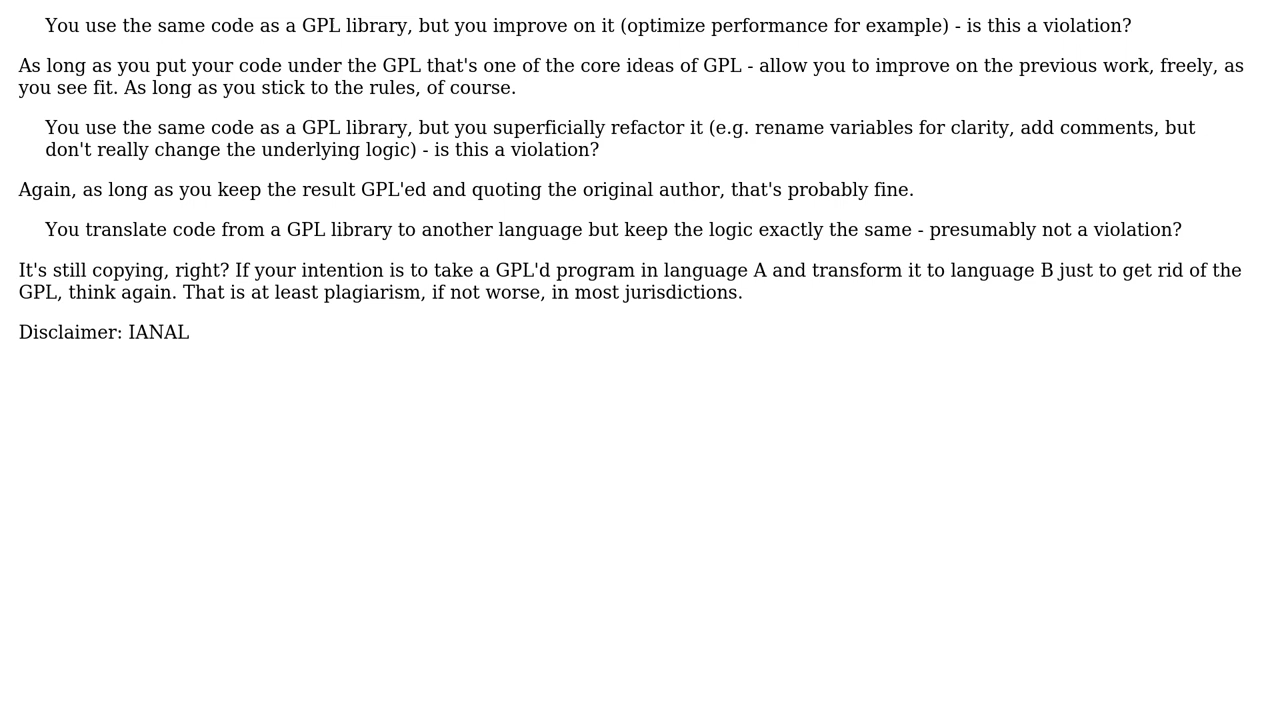 You use the same code as a GPL library, but you improve on it (optimize performance for example) - is this a violation?
As long as you put your code under the GPL that's one of the core ideas of GPL - allow you to improve on the previous work, freely, as
you see fit. As long as you stick to the rules, of course.
You use the same code as a GPL library, but you superficially refactor it (e.g. rename variables for clarity, add comments, but
don't really change the underlying logic) - is this a violation?
Again, as long as you keep the result GPL'ed and quoting the original author, that's probably fine.
You translate code from a GPL library to another language but keep the logic exactly the same - presumably not a violation?
It's still copying, right? If your intention is to take a GPL'd program in language A and transform it to language B just to get rid of the
GPL, think again. That is at least plagiarism, if not worse, in most jurisdictions.
Disclaimer: IANAL